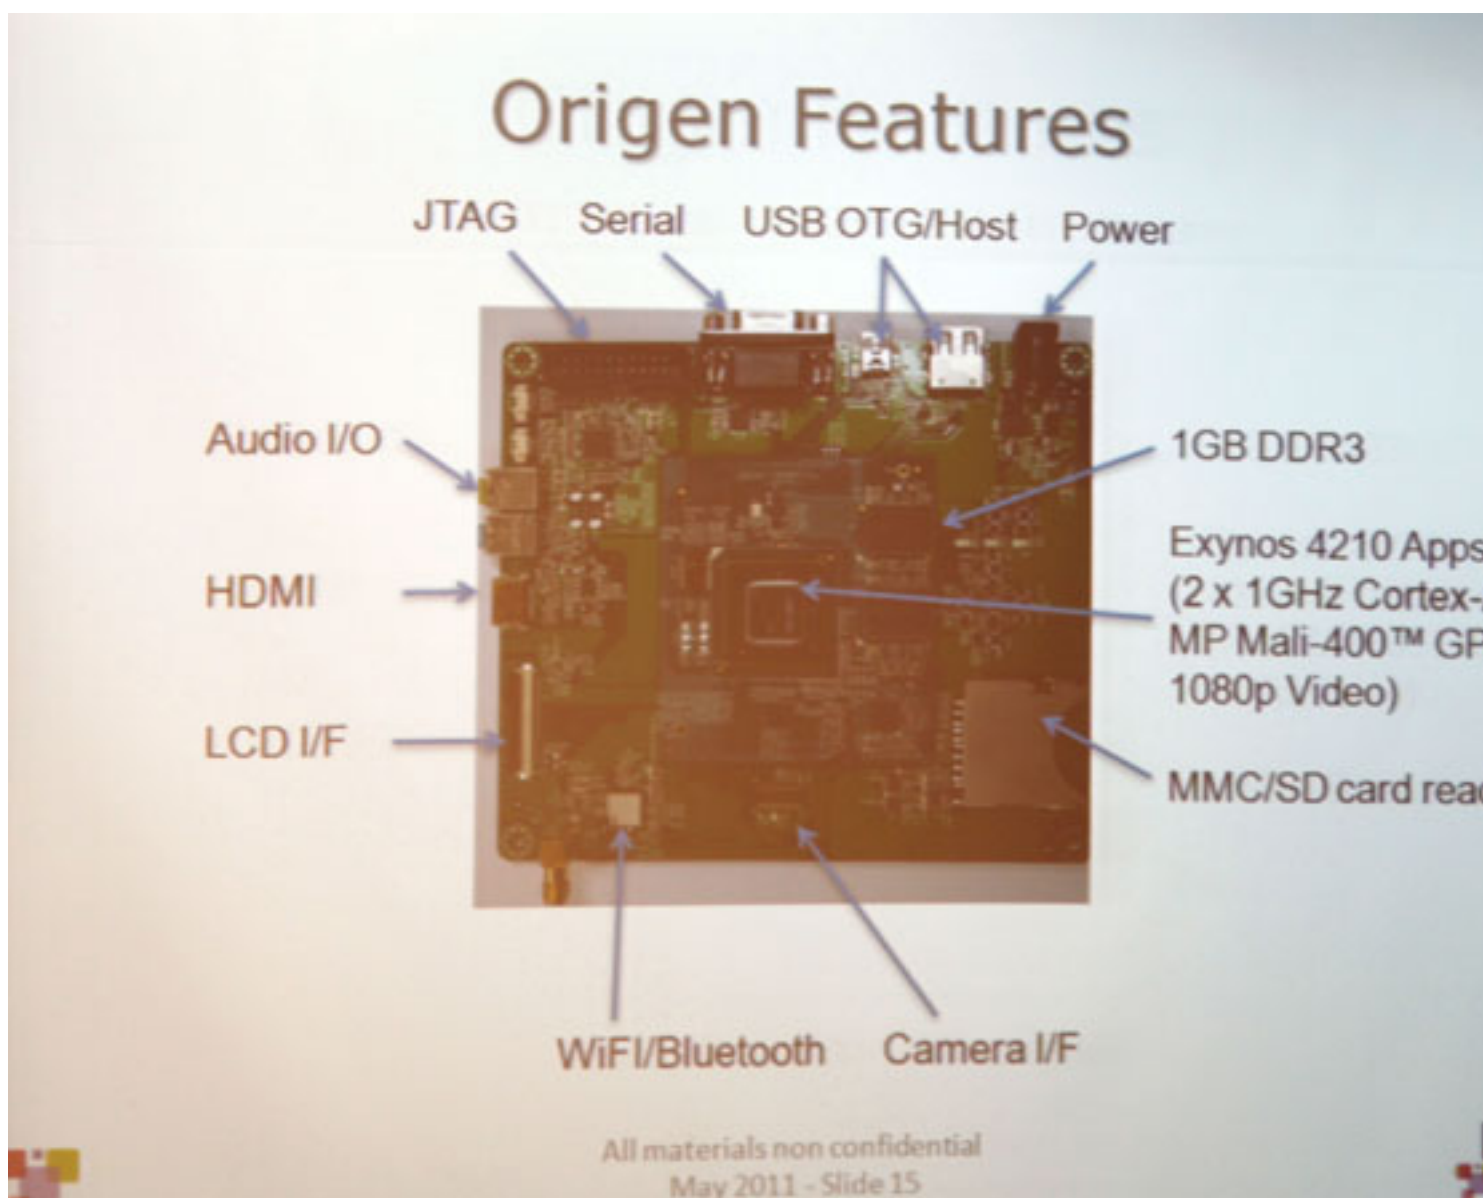 Origen Features
JTAG Serial USB OTG/Host Power
Audio I/O
1GB DDR3
HDMI
Exynos 4210 Apps
(2 x 1GHz Cortex-
MP Mali-400™ GP
1080p Video)
LCD I/F
MMC/SD card read
WiFI/Bluetooth Camera I/F
All materials non confidential
May 2011 - Slide 15